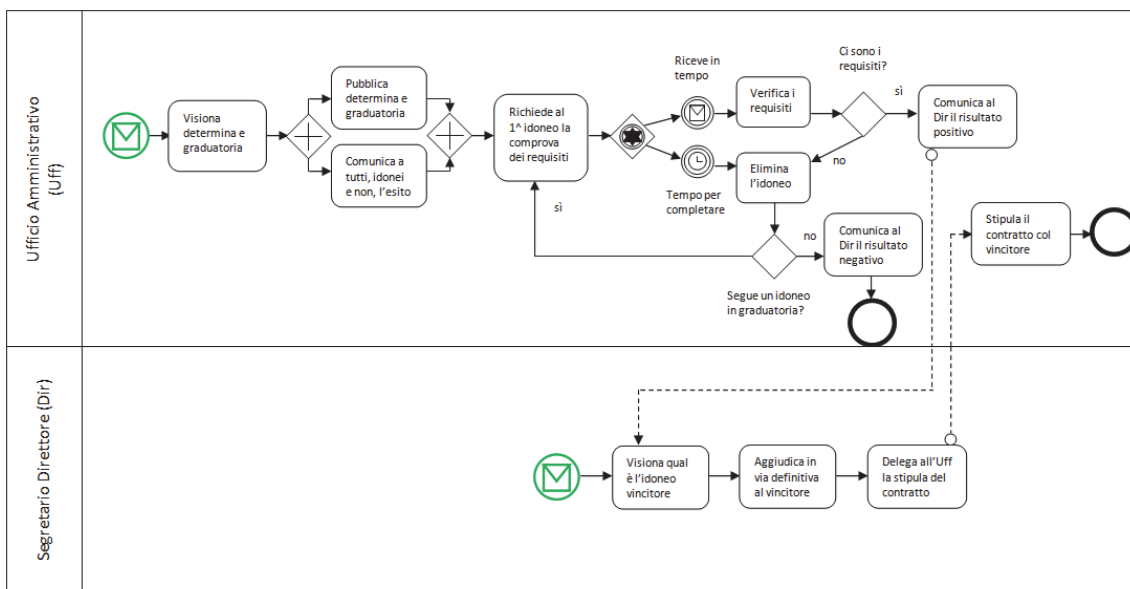 Ufficio Amministrativo
(Uff)
Visiona
determina e
graduatoria
Pubblica
determina e
graduatoria
Comunica a
tutti, idonei
e non, l'esito
Richiede al
1^ idoneo la
comprova
dei requisiti
sì
Riceve in
tempo
Tempo per
completare
Verifica i
requisiti
Elimina
l'idoneo
Ci sono i
requisiti?
sì
no
Comunica al
Dir il risultato
positivo
no
Comunica al
Dir il risultato
negativo
Segue un idoneo
in graduatoria?
Stipula il
contratto col
vincitore
Segretario Direttore (Dir)
Visiona qual
è l'idoneo
vincitore
Aggiudica in
via definitiva
al vincitore
Delega all'Uff
la stipula del
contratto